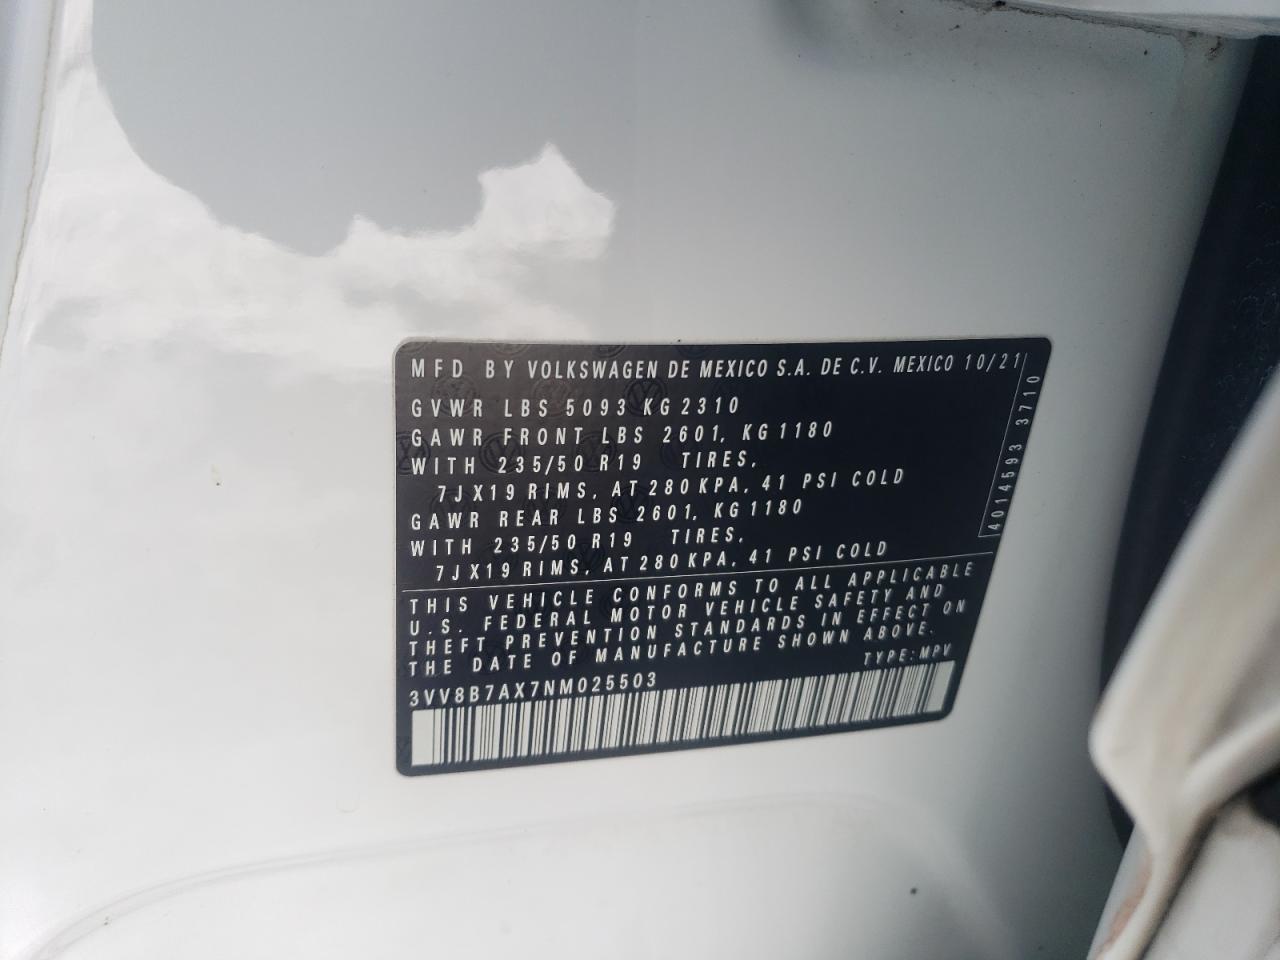 MFD BY VOLKSWAGEN DE MEXICO S.A. DE C.V. MEXICO 10/21
GVWR LBS 5093 KG 2310
GAWR FRONT LBS 2601, KG 1180
WITH 235/50 R19 TIRES,
7JX19 RIMS, AT 280 KPA, 41 PSI COLD
GAWR REAR LBS 2601, KG 1180
WITH 235/50 R19 TIRES,
7JX19 RIMS, AT 280 KPA, 41 PSI COLD
4014593 3710
THIS VEHICLE CONFORMS TO ALL APPLICABLE
U.S. FEDERAL MOTOR VEHICLE SAFETY AND
THEFT PREVENTION STANDARDS IN EFFECT ON
THE DATE OF MANUFACTURE SHOWN ABOVE.
TYPE: MPV
3VV8B7AX7NM025503